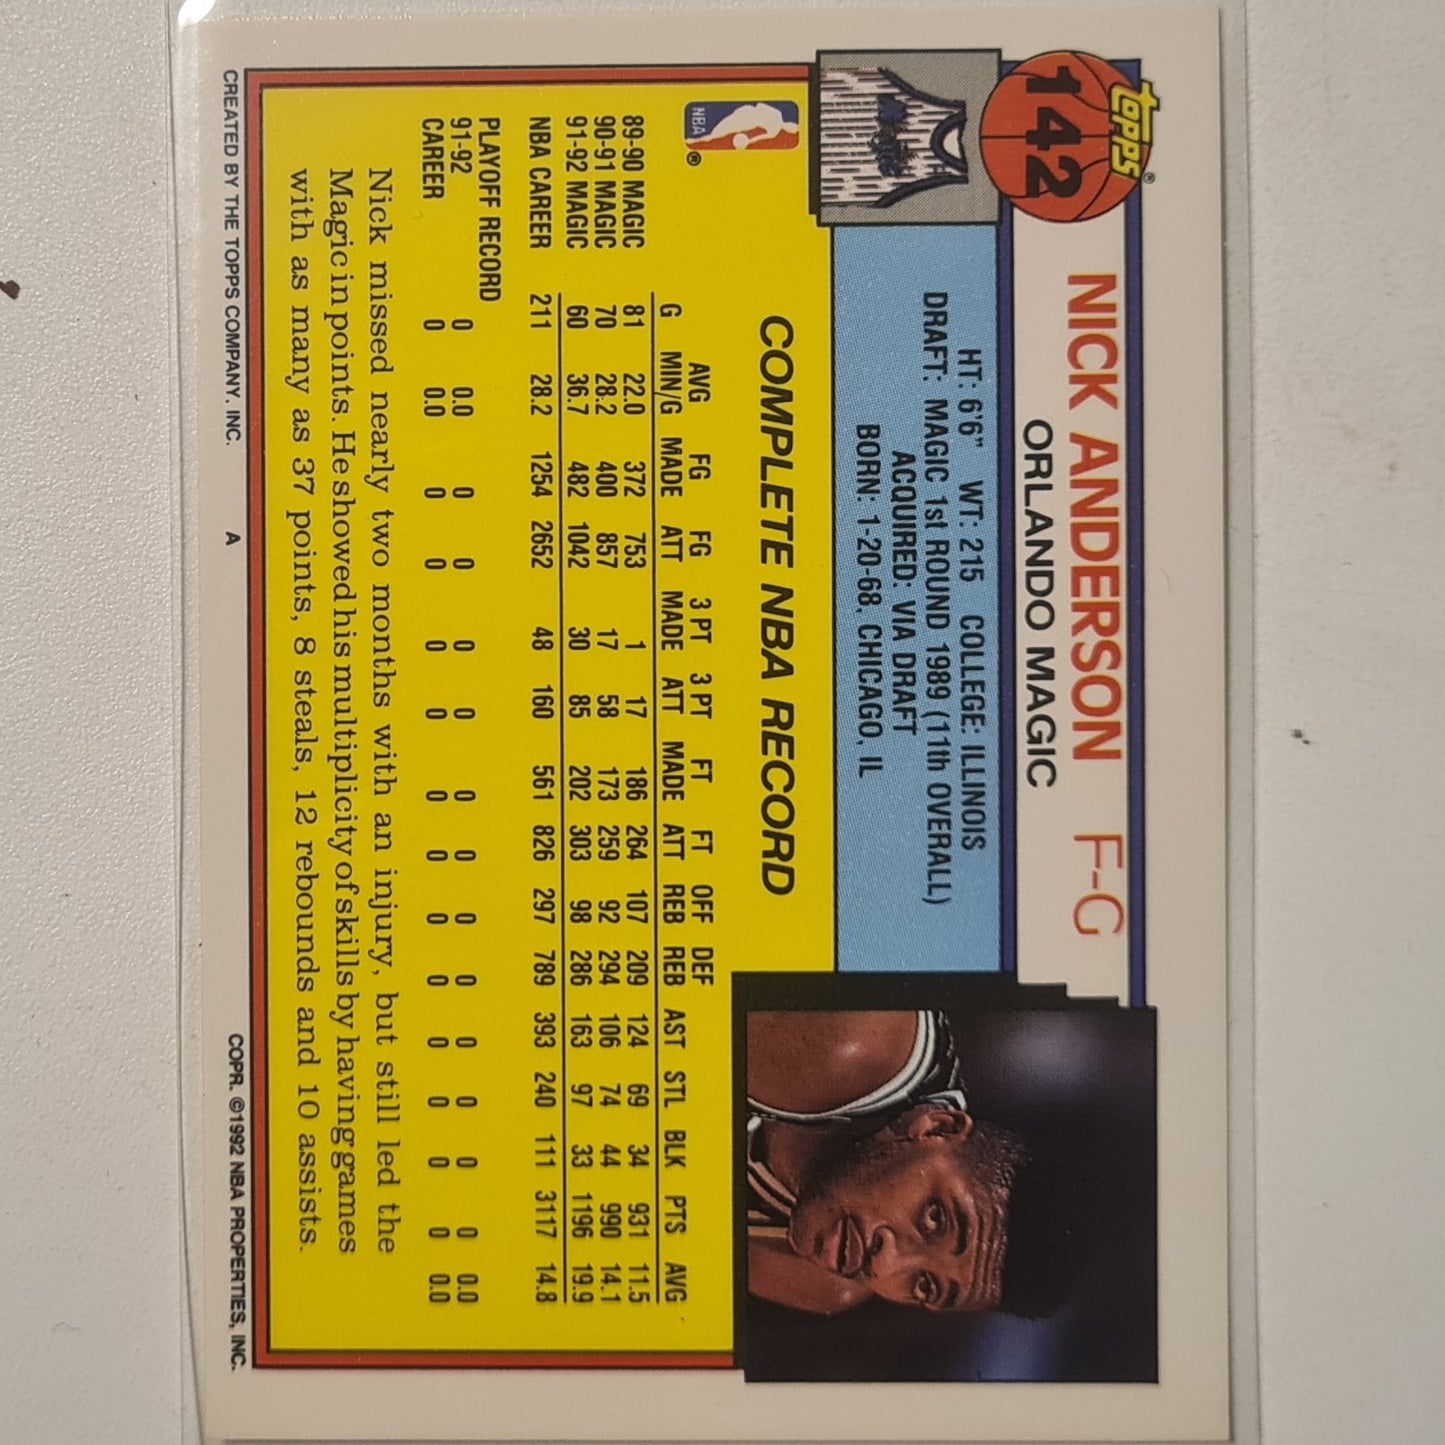 topps®
142
NICK ANDERSON F-G
ORLANDO MAGIC
HT: 6'6" WT: 215 COLLEGE: ILLINOIS
DRAFT: MAGIC 1st ROUND 1989 (11th OVERALL)
ACQUIRED: VIA DRAFT
BORN: 1-20-68, CHICAGO, IL
NBA®
COMPLETE NBA RECORD
AVG FG FG 3 PT 3 PT FT FT OFF DEF
G MIN/G MADE ATT MADE ATT MADE ATT REB REB AST STL BLK PTS AVG
89-90 MAGIC 81 22.0 372 753 1 17 186 264 107 209 124 69 34 931 11.5
90-91 MAGIC 70 28.2 400 857 17 58 173 259 92 294 106 74 44 990 14.1
91-92 MAGIC 60 36.7 482 1042 30 85 202 303 98 286 163 97 33 1196 19.9
NBA CAREER 211 28.2 1254 2652 48 160 561 826 297 789 393 240 111 3117 14.8
PLAYOFF RECORD
91-92 0 0.0 0 0 0 0 0 0 0 0 0 0 0 0 0.0
CAREER 0 0.0 0 0 0 0 0 0 0 0 0 0 0 0 0.0
Nick missed nearly two months with an injury, but still led the
Magic in points. He showed his multiplicity of skills by having games
with as many as 37 points, 8 steals, 12 rebounds and 10 assists.
CREATED BY THE TOPPS COMPANY, INC. A COPR. ©1992 NBA PROPERTIES, INC.